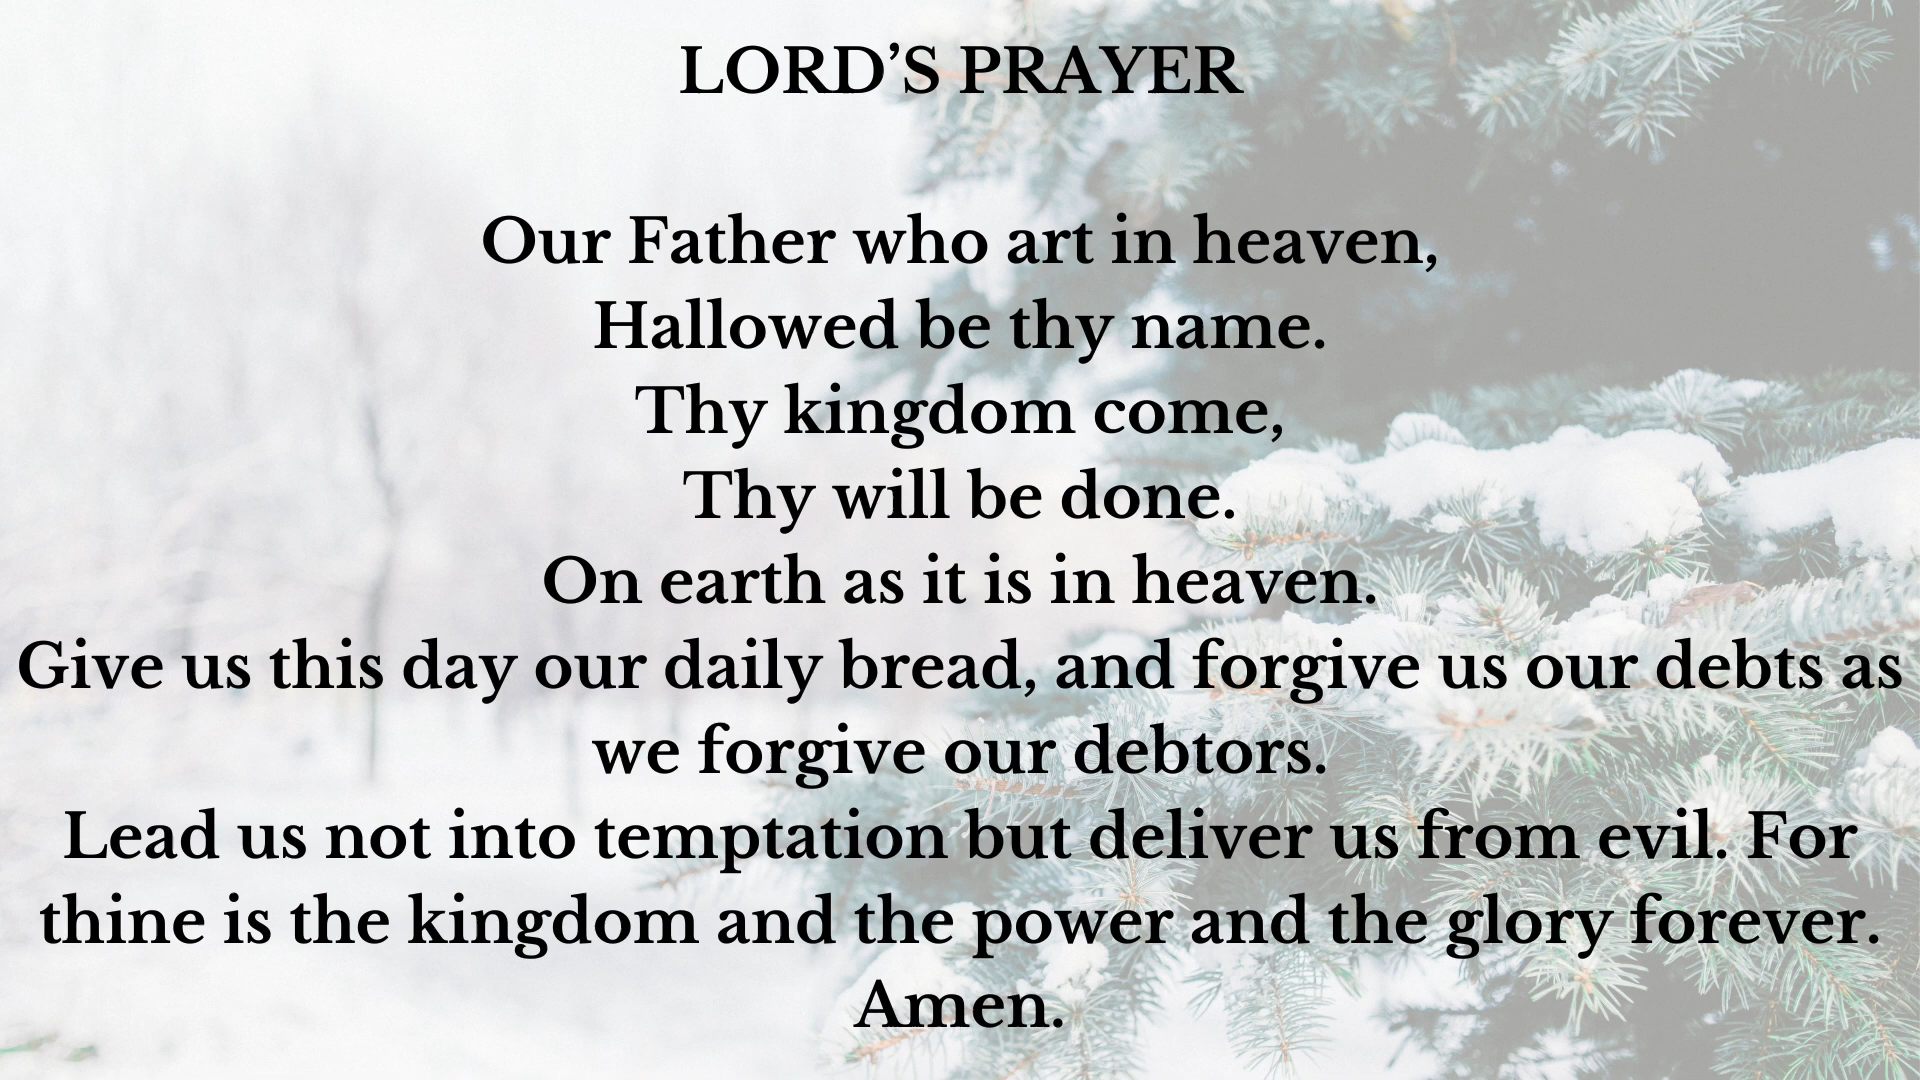 LORD’S PRAYER
Our Father who art in heaven,
Hallowed be thy name.
Thy kingdom come,
Thy will be done.
On earth as it is in heaven.
Give us this day our daily bread, and forgive us our debts as
we forgive our debtors.
Lead us not into temptation but deliver us from evil. For
thine is the kingdom and the power and the glory forever.
Amen.